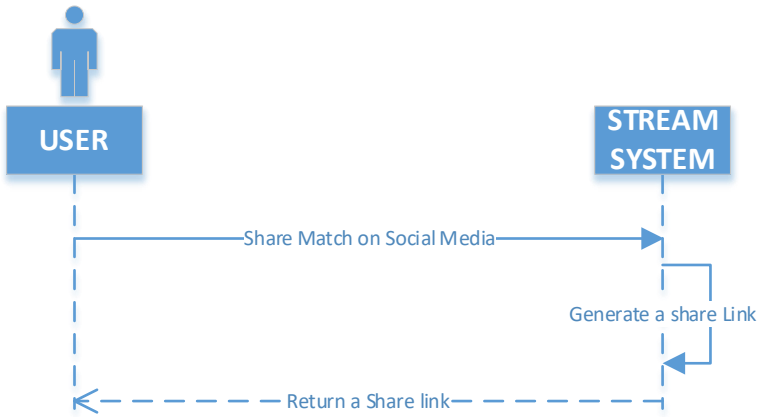 USER
STREAM
SYSTEM
Share Match on Social Media
Generate a share Link
Return a Share link